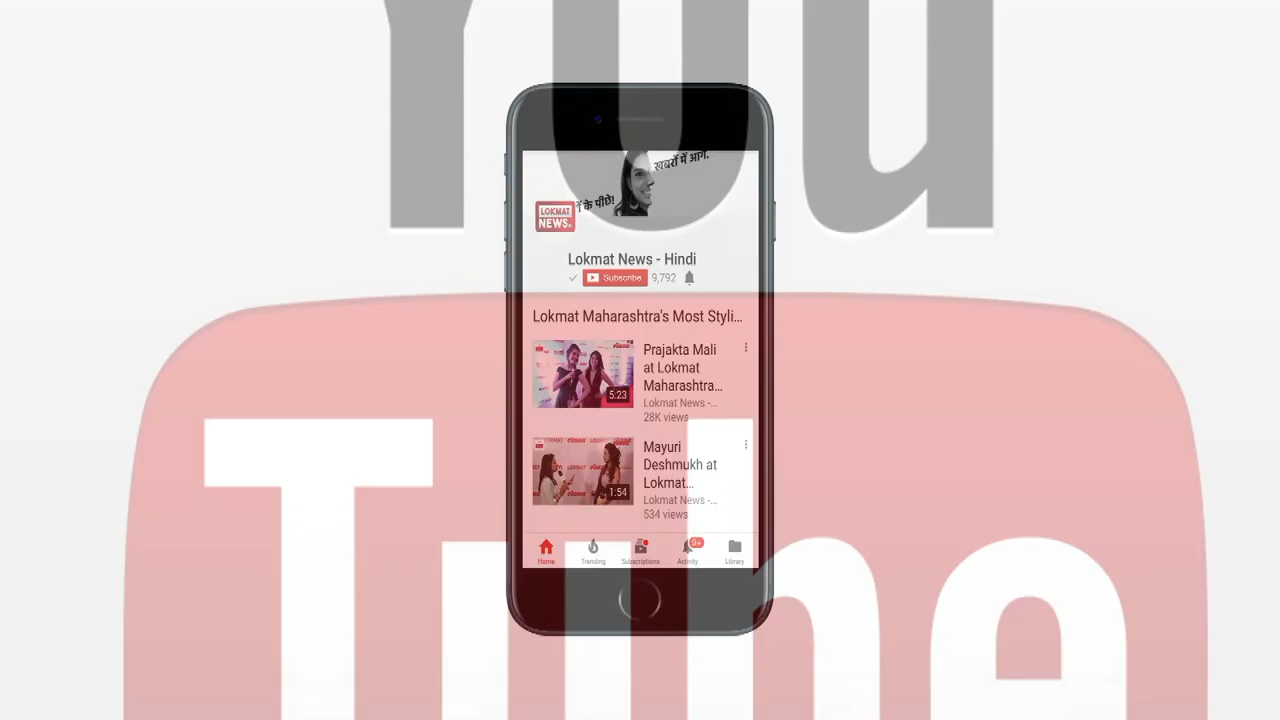 You
Tube
खबरों में आगे,
ों के पीछे!
LOKMAT
NEWS
Lokmat News - Hindi
Subscribe 9,792
Lokmat Maharashtra's Most Styli...
Prajakta Mali
at Lokmat
Maharashtra...
Lokmat News -...
28K views
5:23
Mayuri
Deshmukh at
Lokmat...
Lokmat News -...
534 views
1:54
9+
Home Trending Subscriptions Activity Library